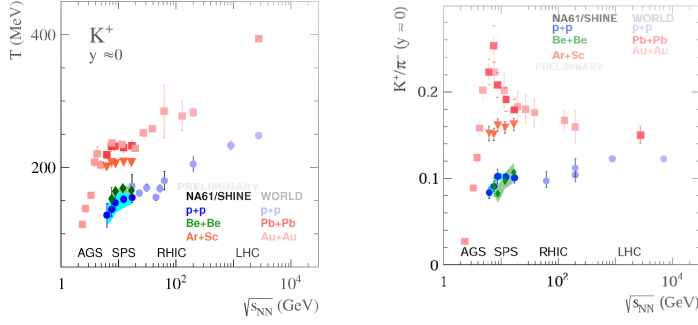 T (MeV)
400
200
100
K⁺
y ≈0
PRELIMINARY
NA61/SHINE WORLD
p+p p+p
Be+Be Pb+Pb
Ar+Sc Au+Au
AGS SPS RHIC LHC
1 10² 10⁴
√sNN (GeV)
K⁺/π⁺ (y ≈ 0)
0.2
0.1
0
NA61/SHINE WORLD
p+p p+p
Be+Be Pb+Pb
Ar+Sc Au+Au
PRELIMINARY
AGS SPS RHIC LHC
1 10² 10⁴
√sNN (GeV)